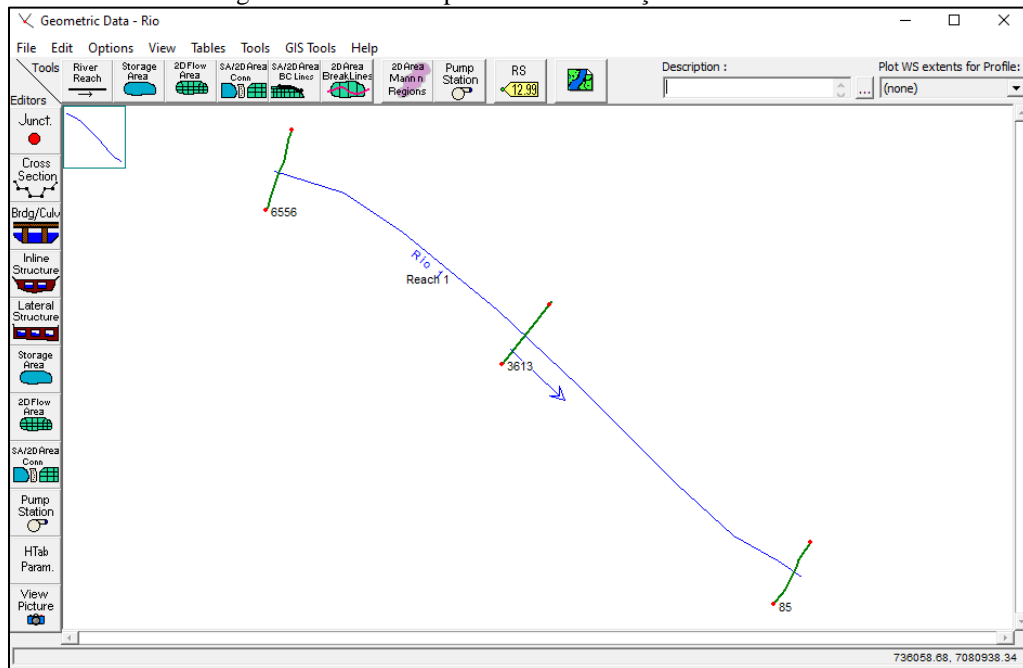 Geometric Data - Rio
File Edit Options View Tables Tools GIS Tools Help
Tools
Editors
River
Reach
Storage
Area
2D Flow
Area
SA/2D Area
Conn
SA/2D Area
BC Lines
2D Area
BreakLines
2D Area
Mann n
Regions
Pump
Station
RS
12.99
Description :
...
Plot WS extents for Profile:
(none)
Junct.
Cross
Section
Brdg/Culv
Inline
Structure
Lateral
Structure
Storage
Area
2D Flow
Area
SA/2D Area
Conn
Pump
Station
HTab
Param.
View
Picture
6556
Rio 1
Reach 1
3613
85
736058.68, 7080938.34